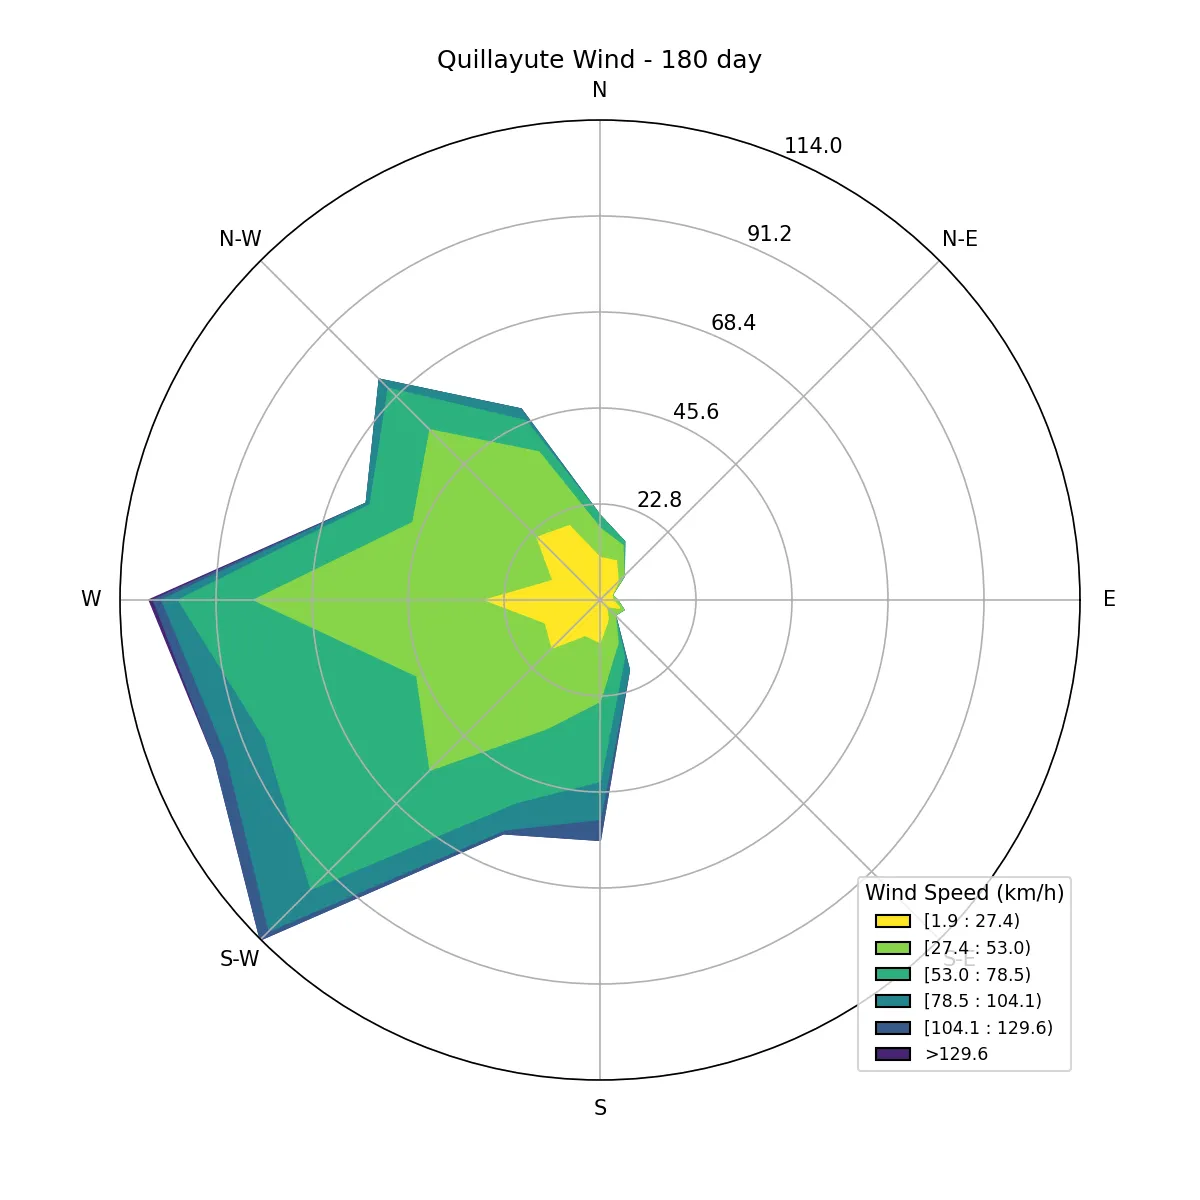 Quillayute Wind - 180 day
N
114.0
91.2
N-W
N-E
68.4
45.6
22.8
W
E
Wind Speed (km/h)
[1.9 : 27.4)
[27.4 : 53.0)
S-W
S-E
[53.0 : 78.5)
[78.5 : 104.1)
[104.1 : 129.6)
>129.6
S